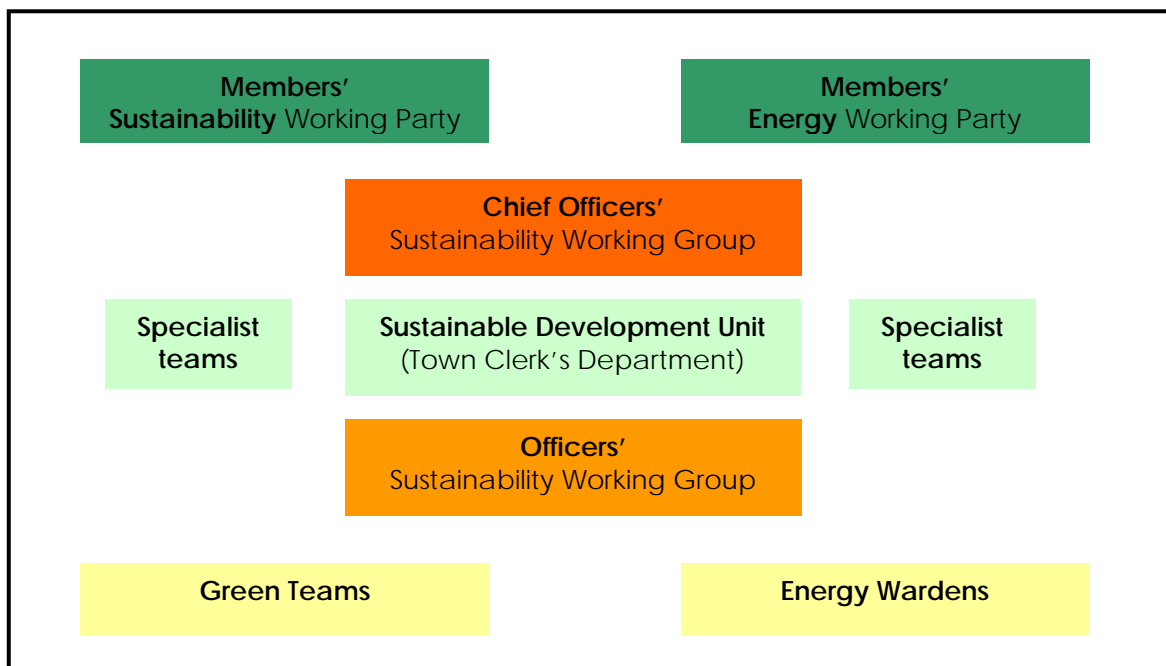 Members'
Sustainability Working Party
Members'
Energy Working Party
Chief Officers'
Sustainability Working Group
Specialist
teams
Sustainable Development Unit
(Town Clerk's Department)
Specialist
teams
Officers'
Sustainability Working Group
Green Teams
Energy Wardens